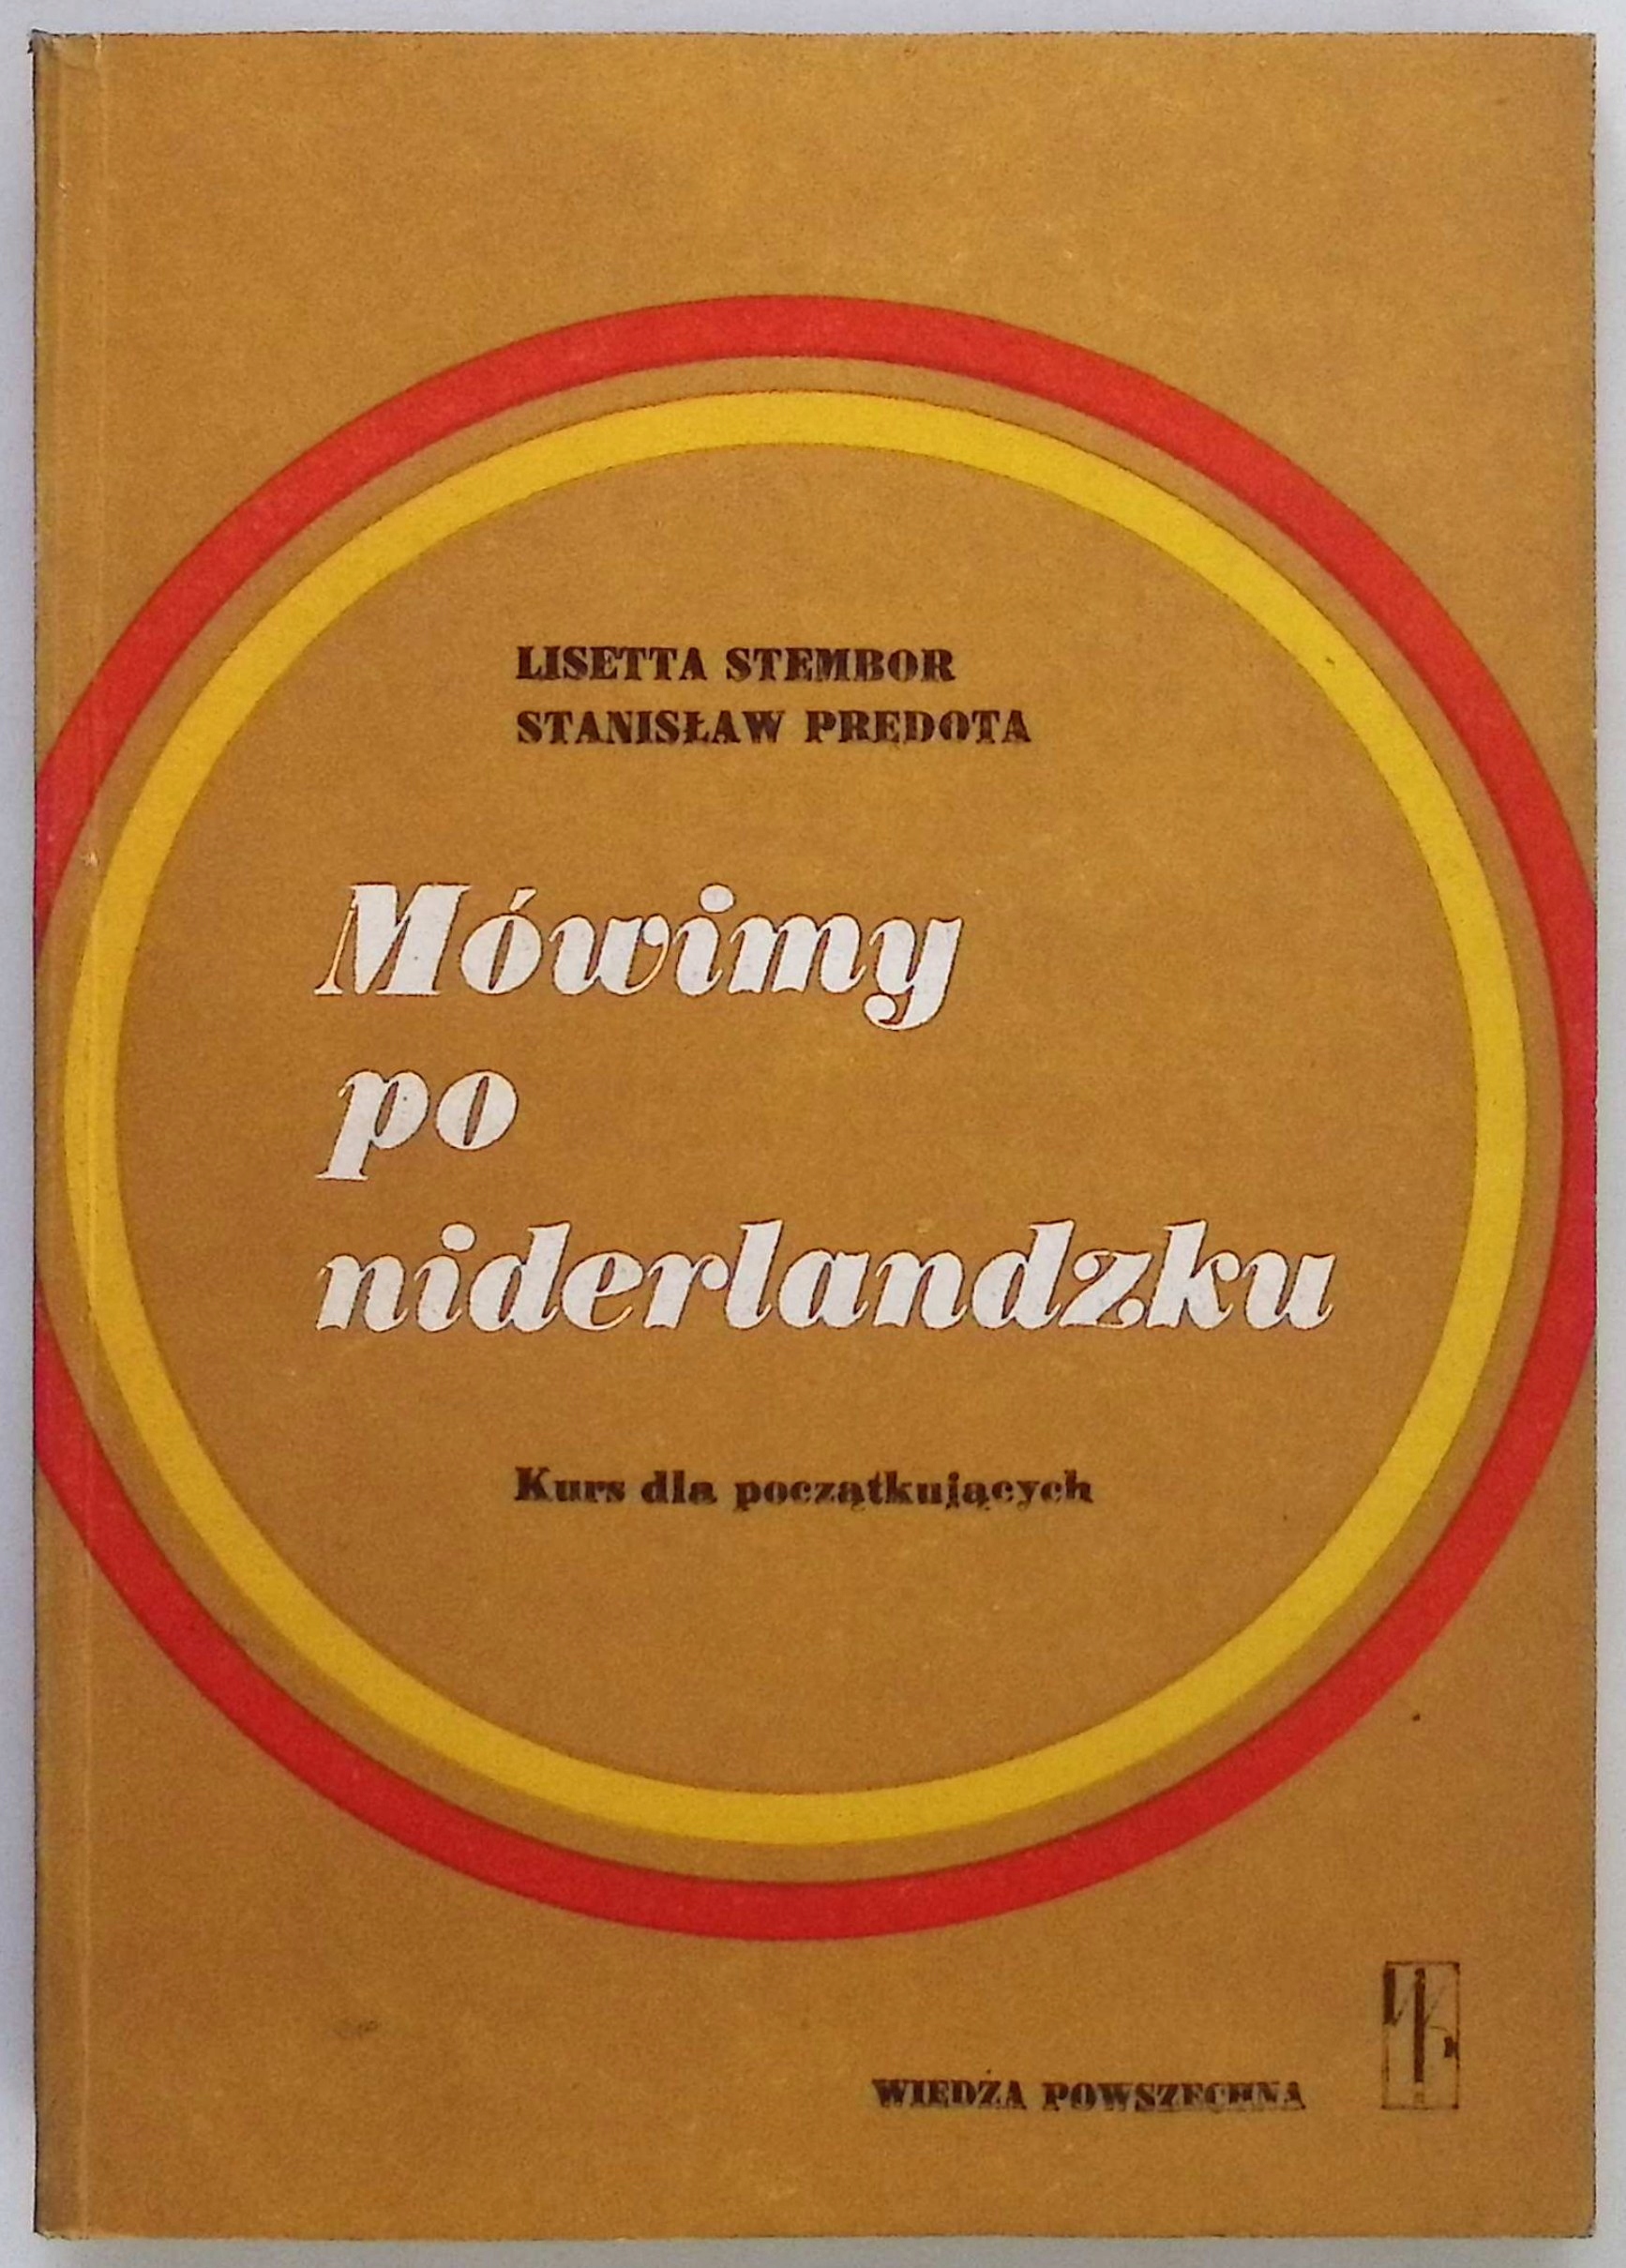 LISETTA STEMBOR
STANISŁAW PRĘDOTA
Mówimy
po
niderlandzku
Kurs dla początkujących
WIEDZA POWSZECHNA